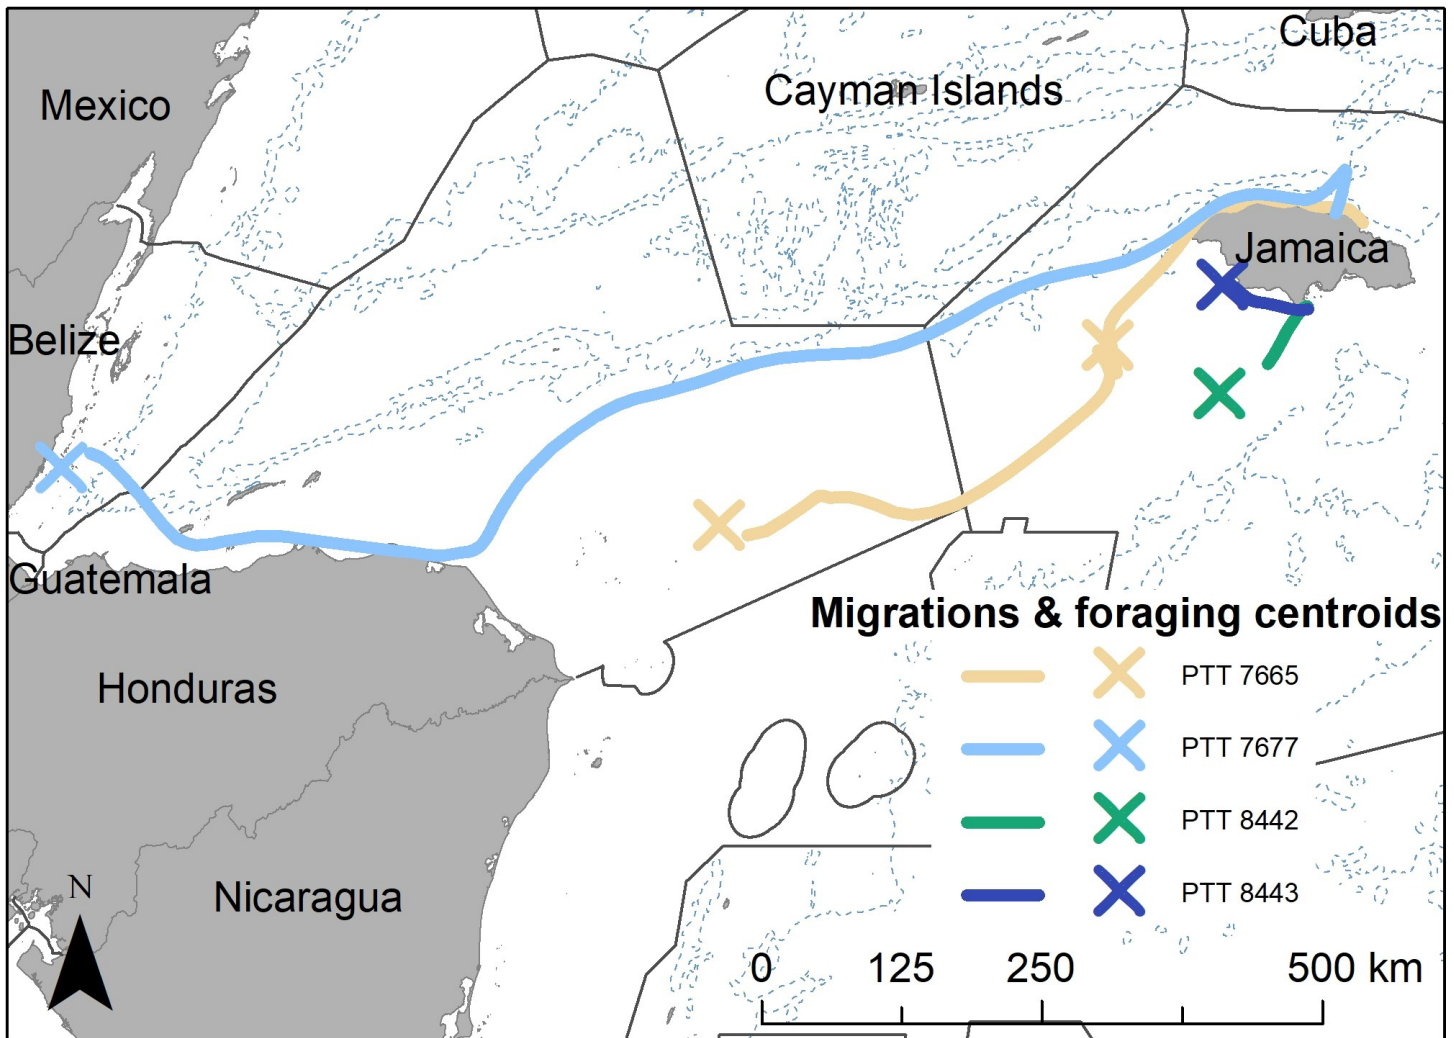 Cuba
Cayman Islands
Mexico
Jamaica
Belize
Guatemala
Migrations & foraging centroids
PTT 7665
Honduras
PTT 7677
PTT 8442
N
Nicaragua
PTT 8443
0 125 250 500 km